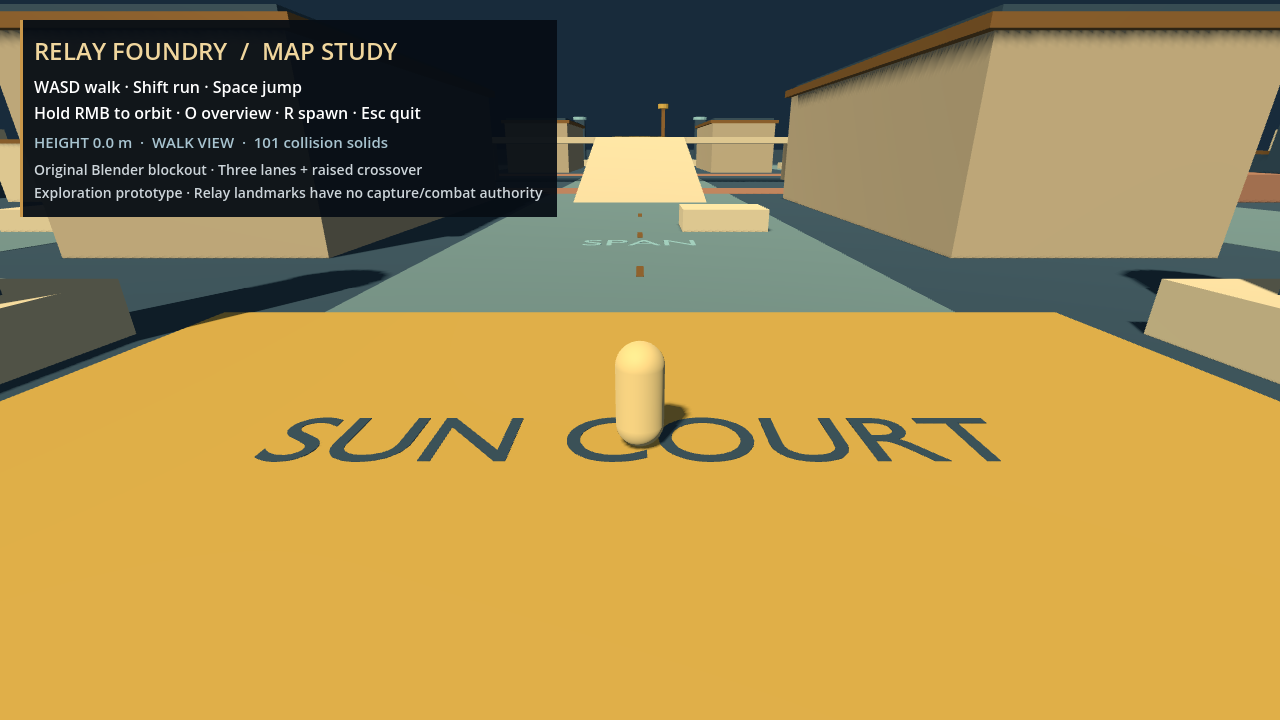 RELAY FOUNDRY / MAP STUDY
WASD walk · Shift run · Space jump
Hold RMB to orbit · O overview · R spawn · Esc quit
HEIGHT 0.0 m · WALK VIEW · 101 collision solids
Original Blender blockout · Three lanes + raised crossover
Exploration prototype · Relay landmarks have no capture/combat authority
SPAN
SUN COURT